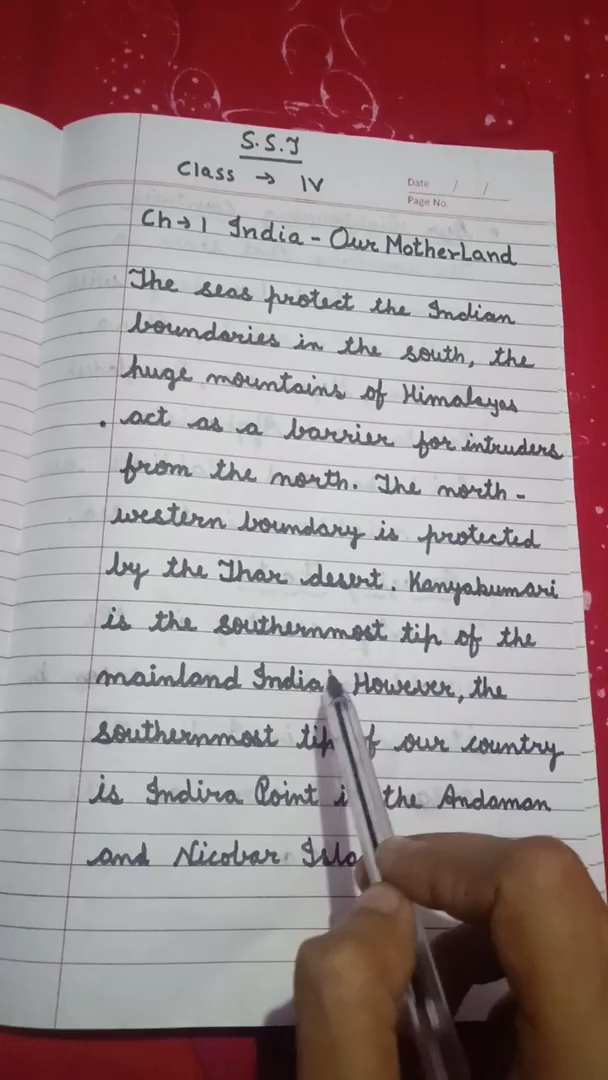 S.S.T
Class → IV
Date / /
Page No.
Ch → 1 India - Our MotherLand
The seas protect the Indian
boundaries in the south, the
huge mountains of Himalayas
act as a barrier for intruders
from the north. The north-
western boundary is protected
by the Thar desert. Kanyakumari
is the southernmost tip of the
mainland India. However, the
southernmost tip of our country
is Indira Point the Andaman
and Nicobar